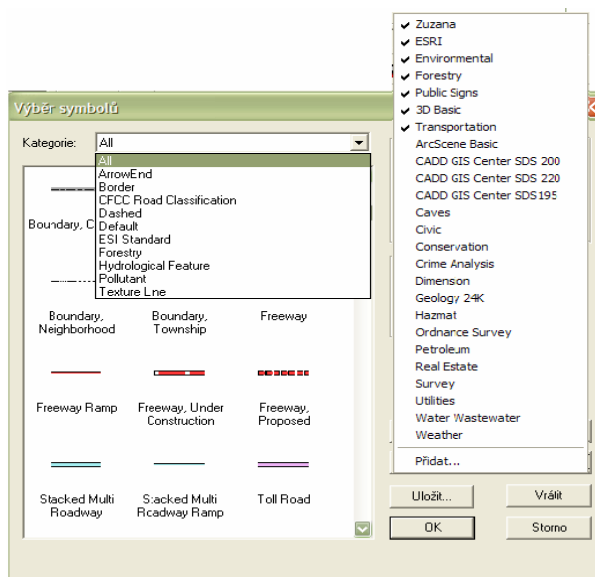 Výběr symbolů
Kategorie: All
All
ArrowEnd
Border
CFCC Road Classification
Dashed
Default
ESI Standard
Forestry
Hydrological Feature
Pollutant
Texture Line
Boundary, C
Boundary, Neighborhood
Boundary, Township
Freeway
Freeway Ramp
Freeway, Under Construction
Freeway, Proposed
Stacked Multi Roadway
Stacked Multi Roadway Ramp
Toll Road
Zuzana
ESRI
Environmental
Forestry
Public Signs
3D Basic
Transportation
ArcScene Basic
CADD GIS Center SDS 200
CADD GIS Center SDS 220
CADD GIS Center SDS195
Caves
Civic
Conservation
Crime Analysis
Dimenson
Geology 24K
Hazmat
Ordnance Survey
Petroleum
Real Estate
Survey
Utilities
Water Wastewater
Weather
Přidat...
Uložit...
Vrátit
OK
Storno